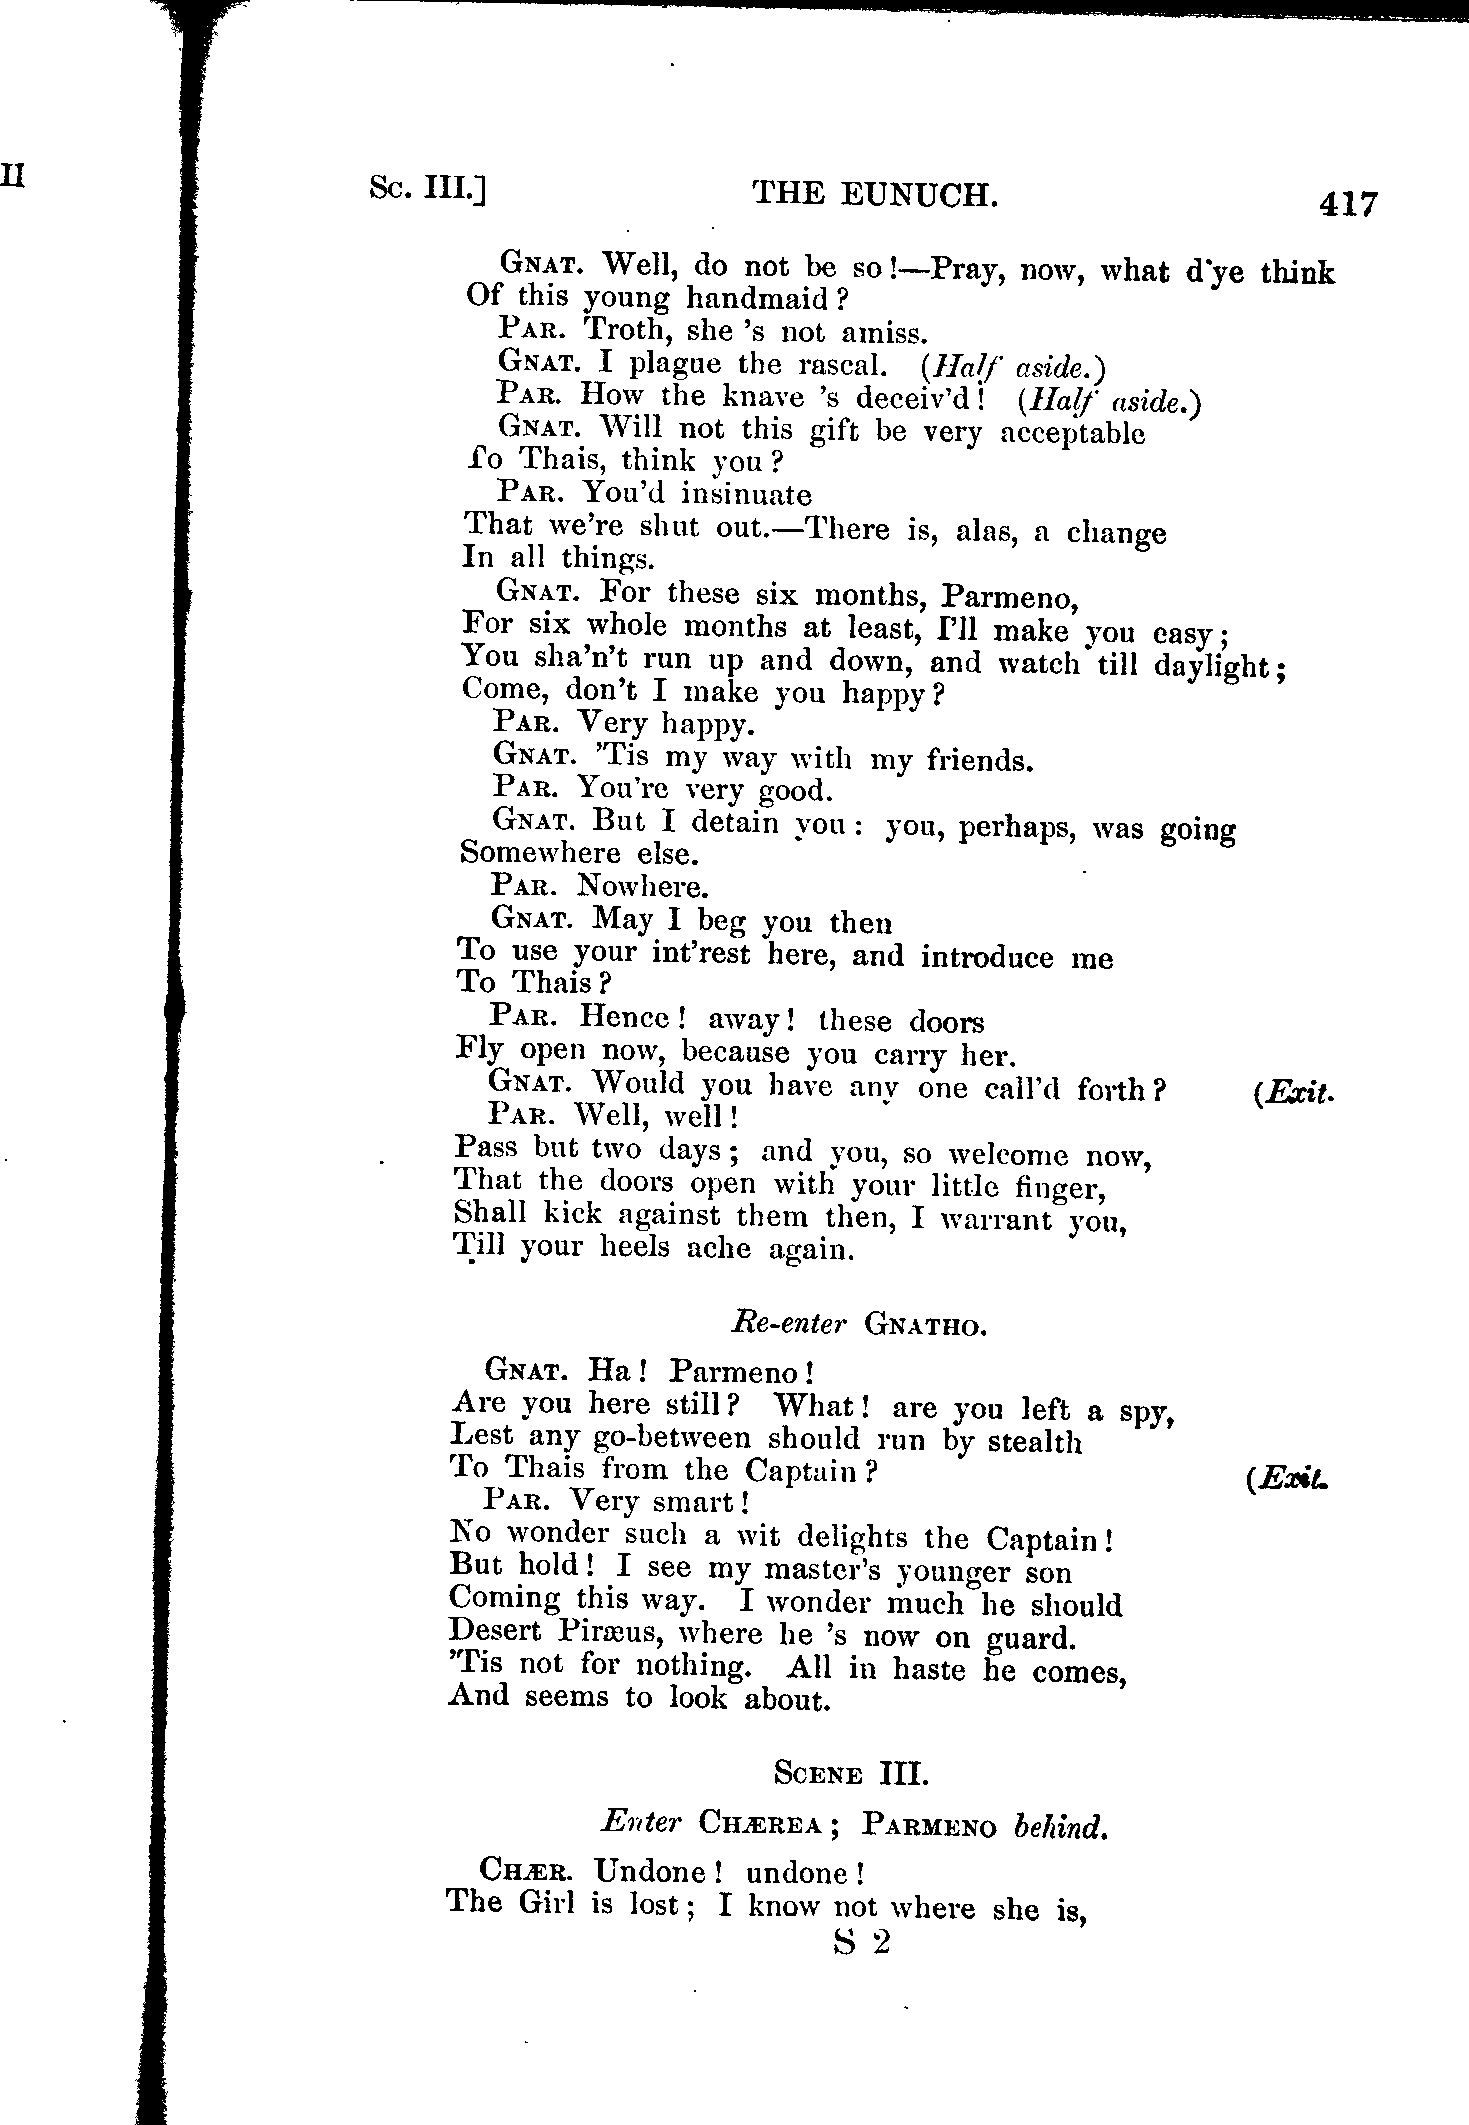 II
Sc. III.] THE EUNUCH. 417
GNAT. Well, do not be so!—Pray, now, what d'ye think
Of this young handmaid?
PAR. Troth, she 's not amiss.
GNAT. I plague the rascal. (Half aside.)
PAR. How the knave 's deceiv'd! (Half aside.)
GNAT. Will not this gift be very acceptable
To Thais, think you?
PAR. You'd insinuate
That we're shut out.—There is, alas, a change
In all things.
GNAT. For these six months, Parmeno,
For six whole months at least, I'll make you easy;
You sha'n't run up and down, and watch till daylight;
Come, don't I make you happy?
PAR. Very happy.
GNAT. 'Tis my way with my friends.
PAR. You're very good.
GNAT. But I detain you: you, perhaps, was going
Somewhere else.
PAR. Nowhere.
GNAT. May I beg you then
To use your int'rest here, and introduce me
To Thais?
PAR. Hence! away! these doors
Fly open now, because you carry her.
GNAT. Would you have any one call'd forth? (Exit.
PAR. Well, well!
Pass but two days; and you, so welcome now,
That the doors open with your little finger,
Shall kick against them then, I warrant you,
Till your heels ache again.
Re-enter GNATHO.
GNAT. Ha! Parmeno!
Are you here still? What! are you left a spy,
Lest any go-between should run by stealth
To Thais from the Captain? (Exit.
PAR. Very smart!
No wonder such a wit delights the Captain!
But hold! I see my master's younger son
Coming this way. I wonder much he should
Desert Piræus, where he 's now on guard.
'Tis not for nothing. All in haste he comes,
And seems to look about.
SCENE III.
Enter CHÆREA; PARMENO behind.
CHÆR. Undone! undone!
The Girl is lost; I know not where she is,
S 2